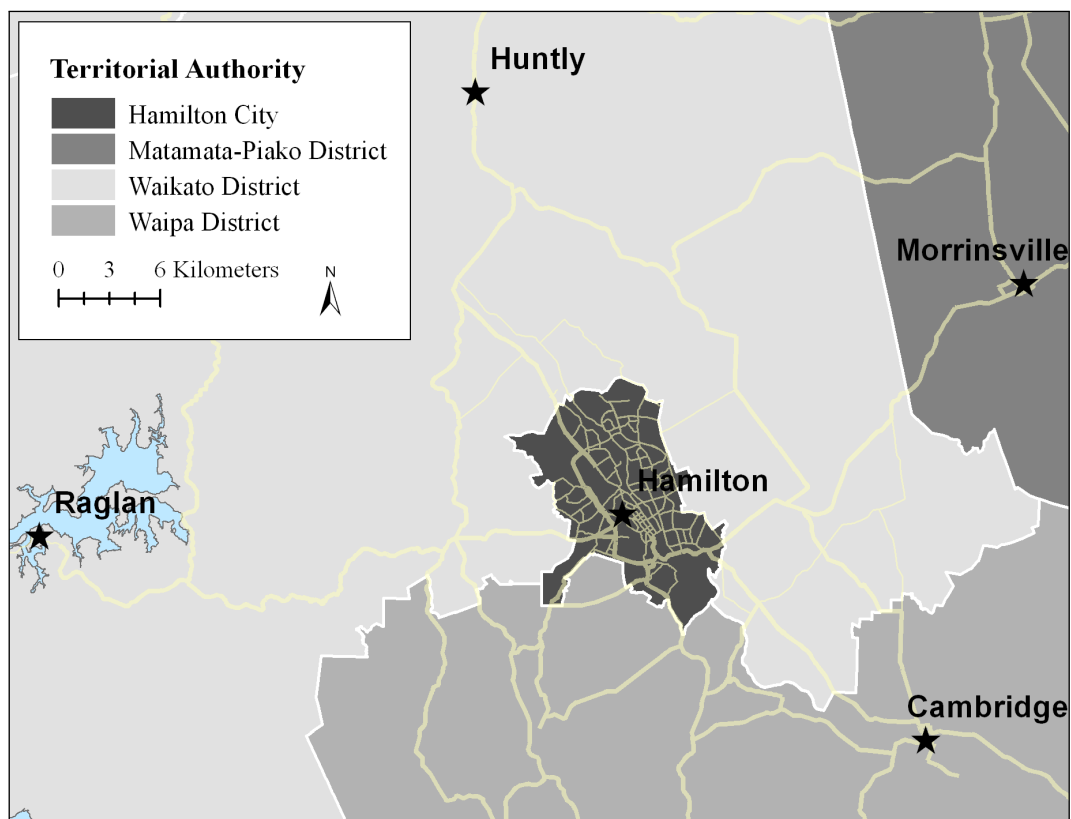 Territorial Authority
Hamilton City
Matamata-Piako District
Waikato District
Waipa District
0 3 6 Kilometers
N
Huntly
Morrinsville
Hamilton
Raglan
Cambridge